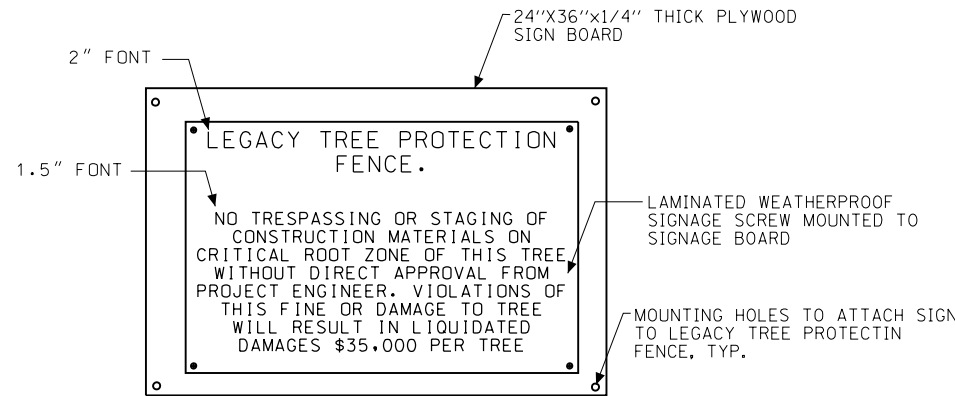 24"X36"x1/4" THICK PLYWOOD
SIGN BOARD
2" FONT
LEGACY TREE PROTECTION
FENCE.
1.5" FONT
NO TRESPASSING OR STAGING OF
CONSTRUCTION MATERIALS ON
CRITICAL ROOT ZONE OF THIS TREE
WITHOUT DIRECT APPROVAL FROM
PROJECT ENGINEER. VIOLATIONS OF
THIS FINE OR DAMAGE TO TREE
WILL RESULT IN LIQUIDATED
DAMAGES $35,000 PER TREE
LAMINATED WEATHERPROOF
SIGNAGE SCREW MOUNTED TO
SIGNAGE BOARD
MOUNTING HOLES TO ATTACH SIGN
TO LEGACY TREE PROTECTIN
FENCE, TYP.